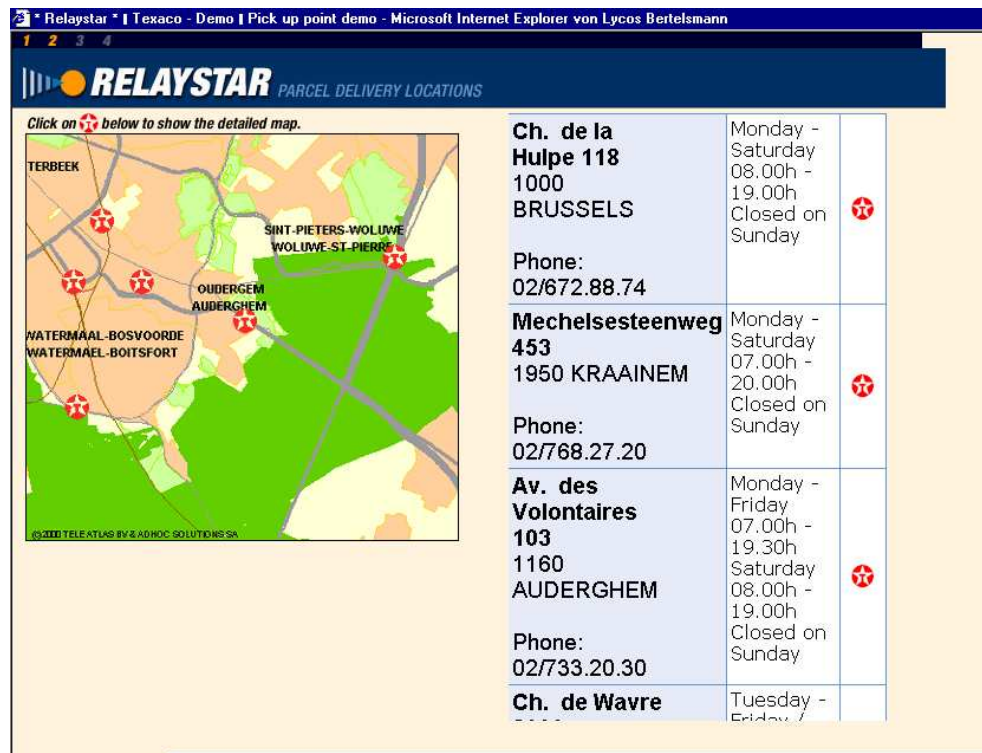 * Relaystar * | Texaco - Demo | Pick up point demo - Microsoft Internet Explorer von Lycos Bertelsmann
1 2 3 4
RELAYSTAR PARCEL DELIVERY LOCATIONS
Click on below to show the detailed map.
TERBEEK
SINT-PIETERS-WOLUWE
WOLUWE-ST-PIERRE
OUDERGEM
AUDERGHEM
WATERMAAL-BOSVOORDE
WATERMAEL-BOITSFORT
(c)2000 TELE ATLAS BV & ADHOC SOLUTIONS SA
Ch. de la
Hulpe 118
1000
BRUSSELS
Phone:
02/672.88.74
Monday -
Saturday
08.00h -
19.00h
Closed on
Sunday
Mechelsesteenweg
453
1950 KRAAINEM
Phone:
02/768.27.20
Monday -
Saturday
07.00h -
20.00h
Closed on
Sunday
Av. des
Volontaires
103
1160
AUDERGHEM
Phone:
02/733.20.30
Monday -
Friday
07.00h -
19.30h
Saturday
08.00h -
19.00h
Closed on
Sunday
Ch. de Wavre
Tuesday -
Friday /